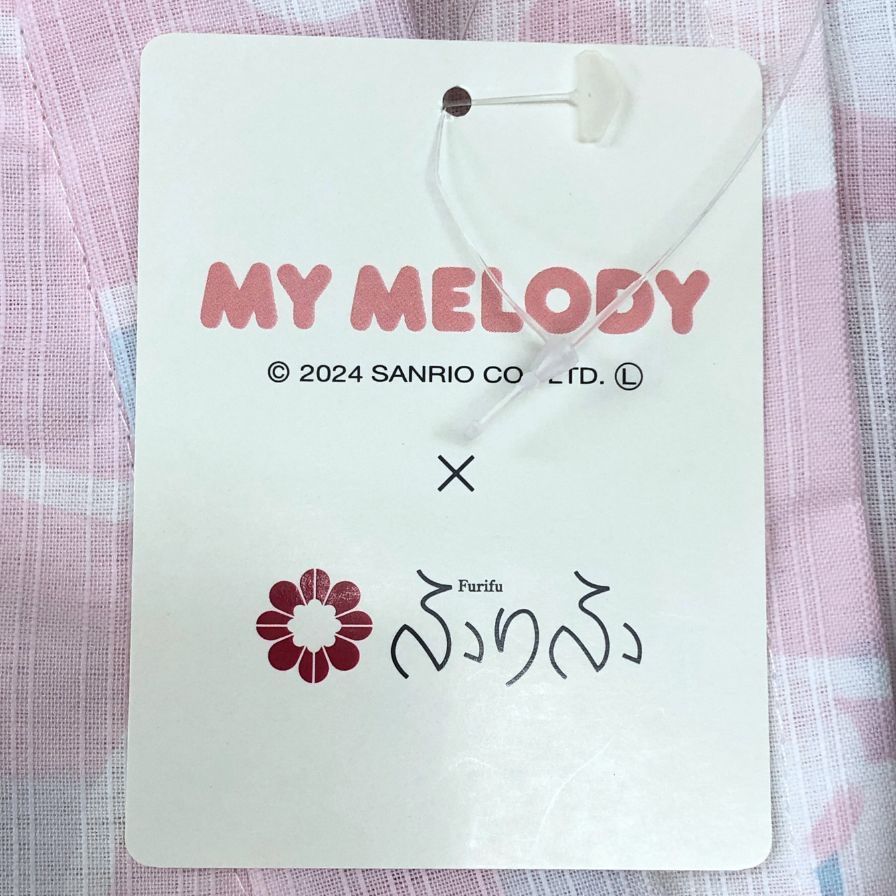 MY MELODY
© 2024 SANRIO CO., LTD. Ⓛ
×
Furifu
ふりふ